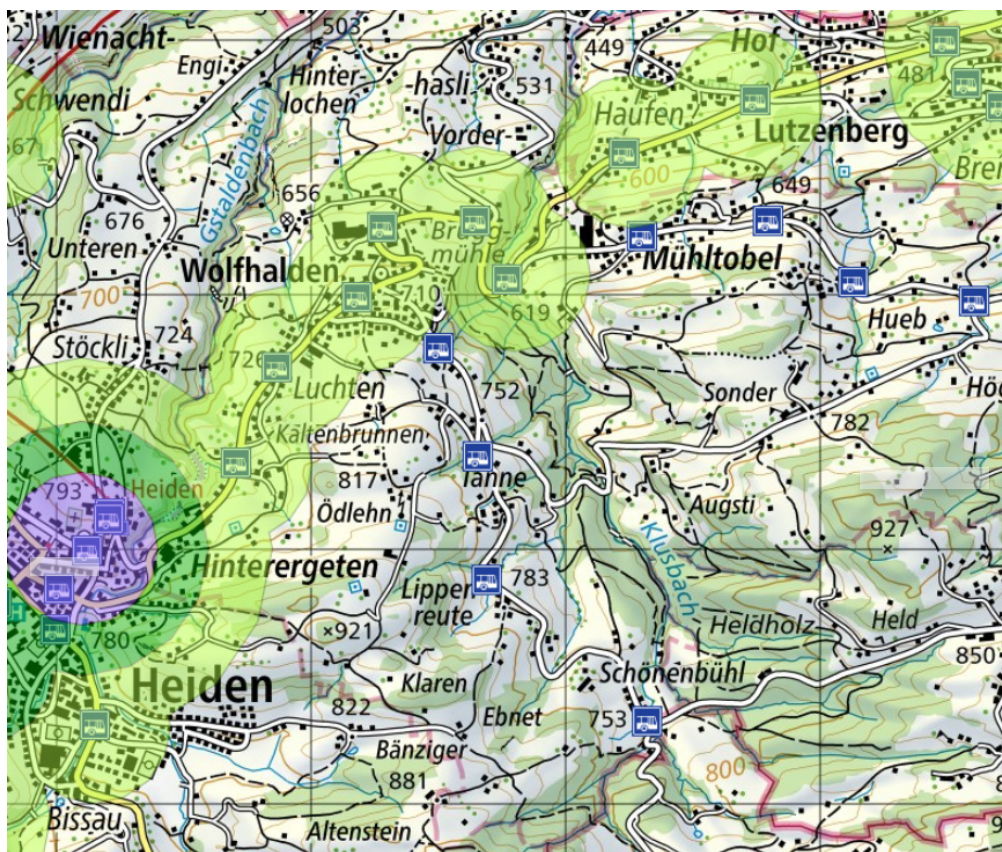 503
Wienacht-
449
Hof
Engi
Hinter-
lochen
-hasli
531
481
Schwendi
Haufen
Vorder-
Lutzenberg
Gstaldenbach
600
649
656
676
Unteren
Brugg-
mühle
Mühltobel
Wolfhalden
710
700
619
Hueb
724
Stöckli
726
Luchten
752
Sonder
782
Kaltenbrunnen
817
Tanne
793
Heiden
Augsti
Ödlehn
927
Hinterergeten
Klusbach
Lippen-
reute
783
780
921
Heldholz
Held
850
Schönenbühl
Heiden
Klaren
822
Ebnet
753
Bänziger
881
800
Bissau
Altenstein